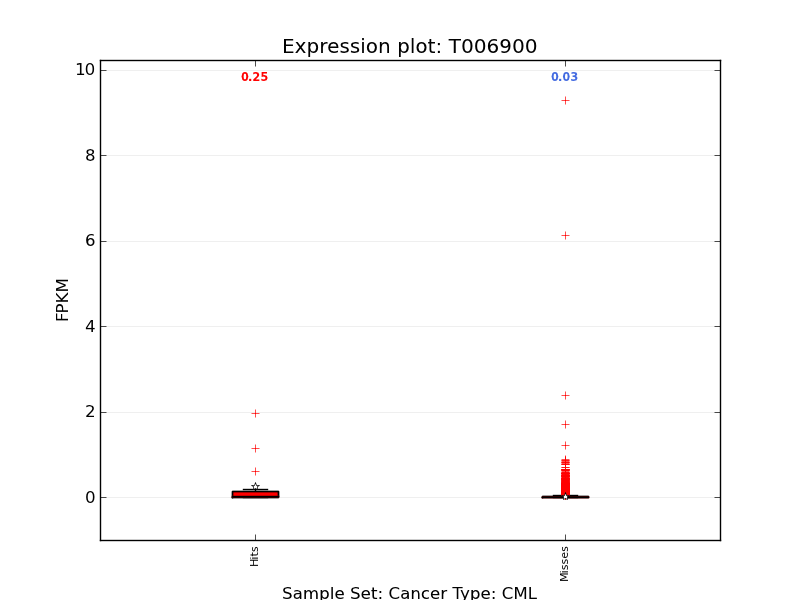 Expression plot: T006900
10
0.25
0.03
8
6
4
2
0
FPKM
Hits
Misses
Sample Set: Cancer Type: CML